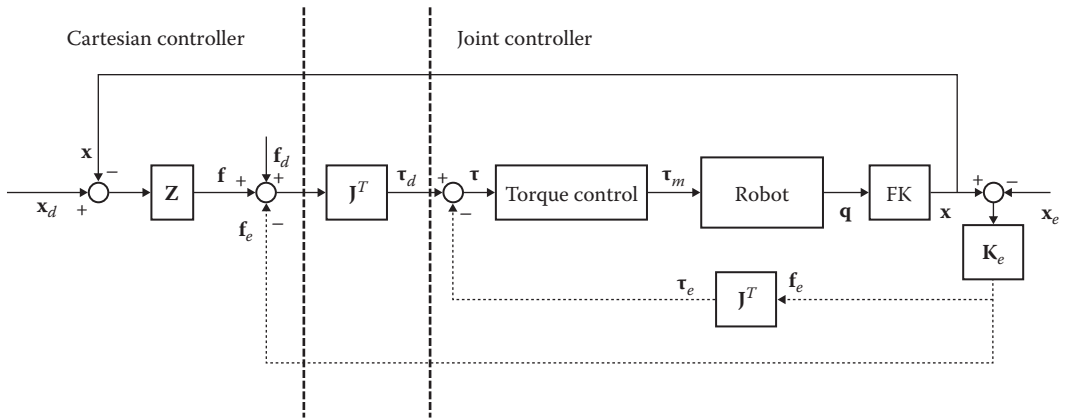 Cartesian controller
Joint controller
x
−
f_d
+
f
+
Z
J^T
τ_d
+
τ
Torque control
τ_m
Robot
FK
+
−
x_d
+
f_e
−
−
q
x
x_e
K_e
τ_e
J^T
f_e